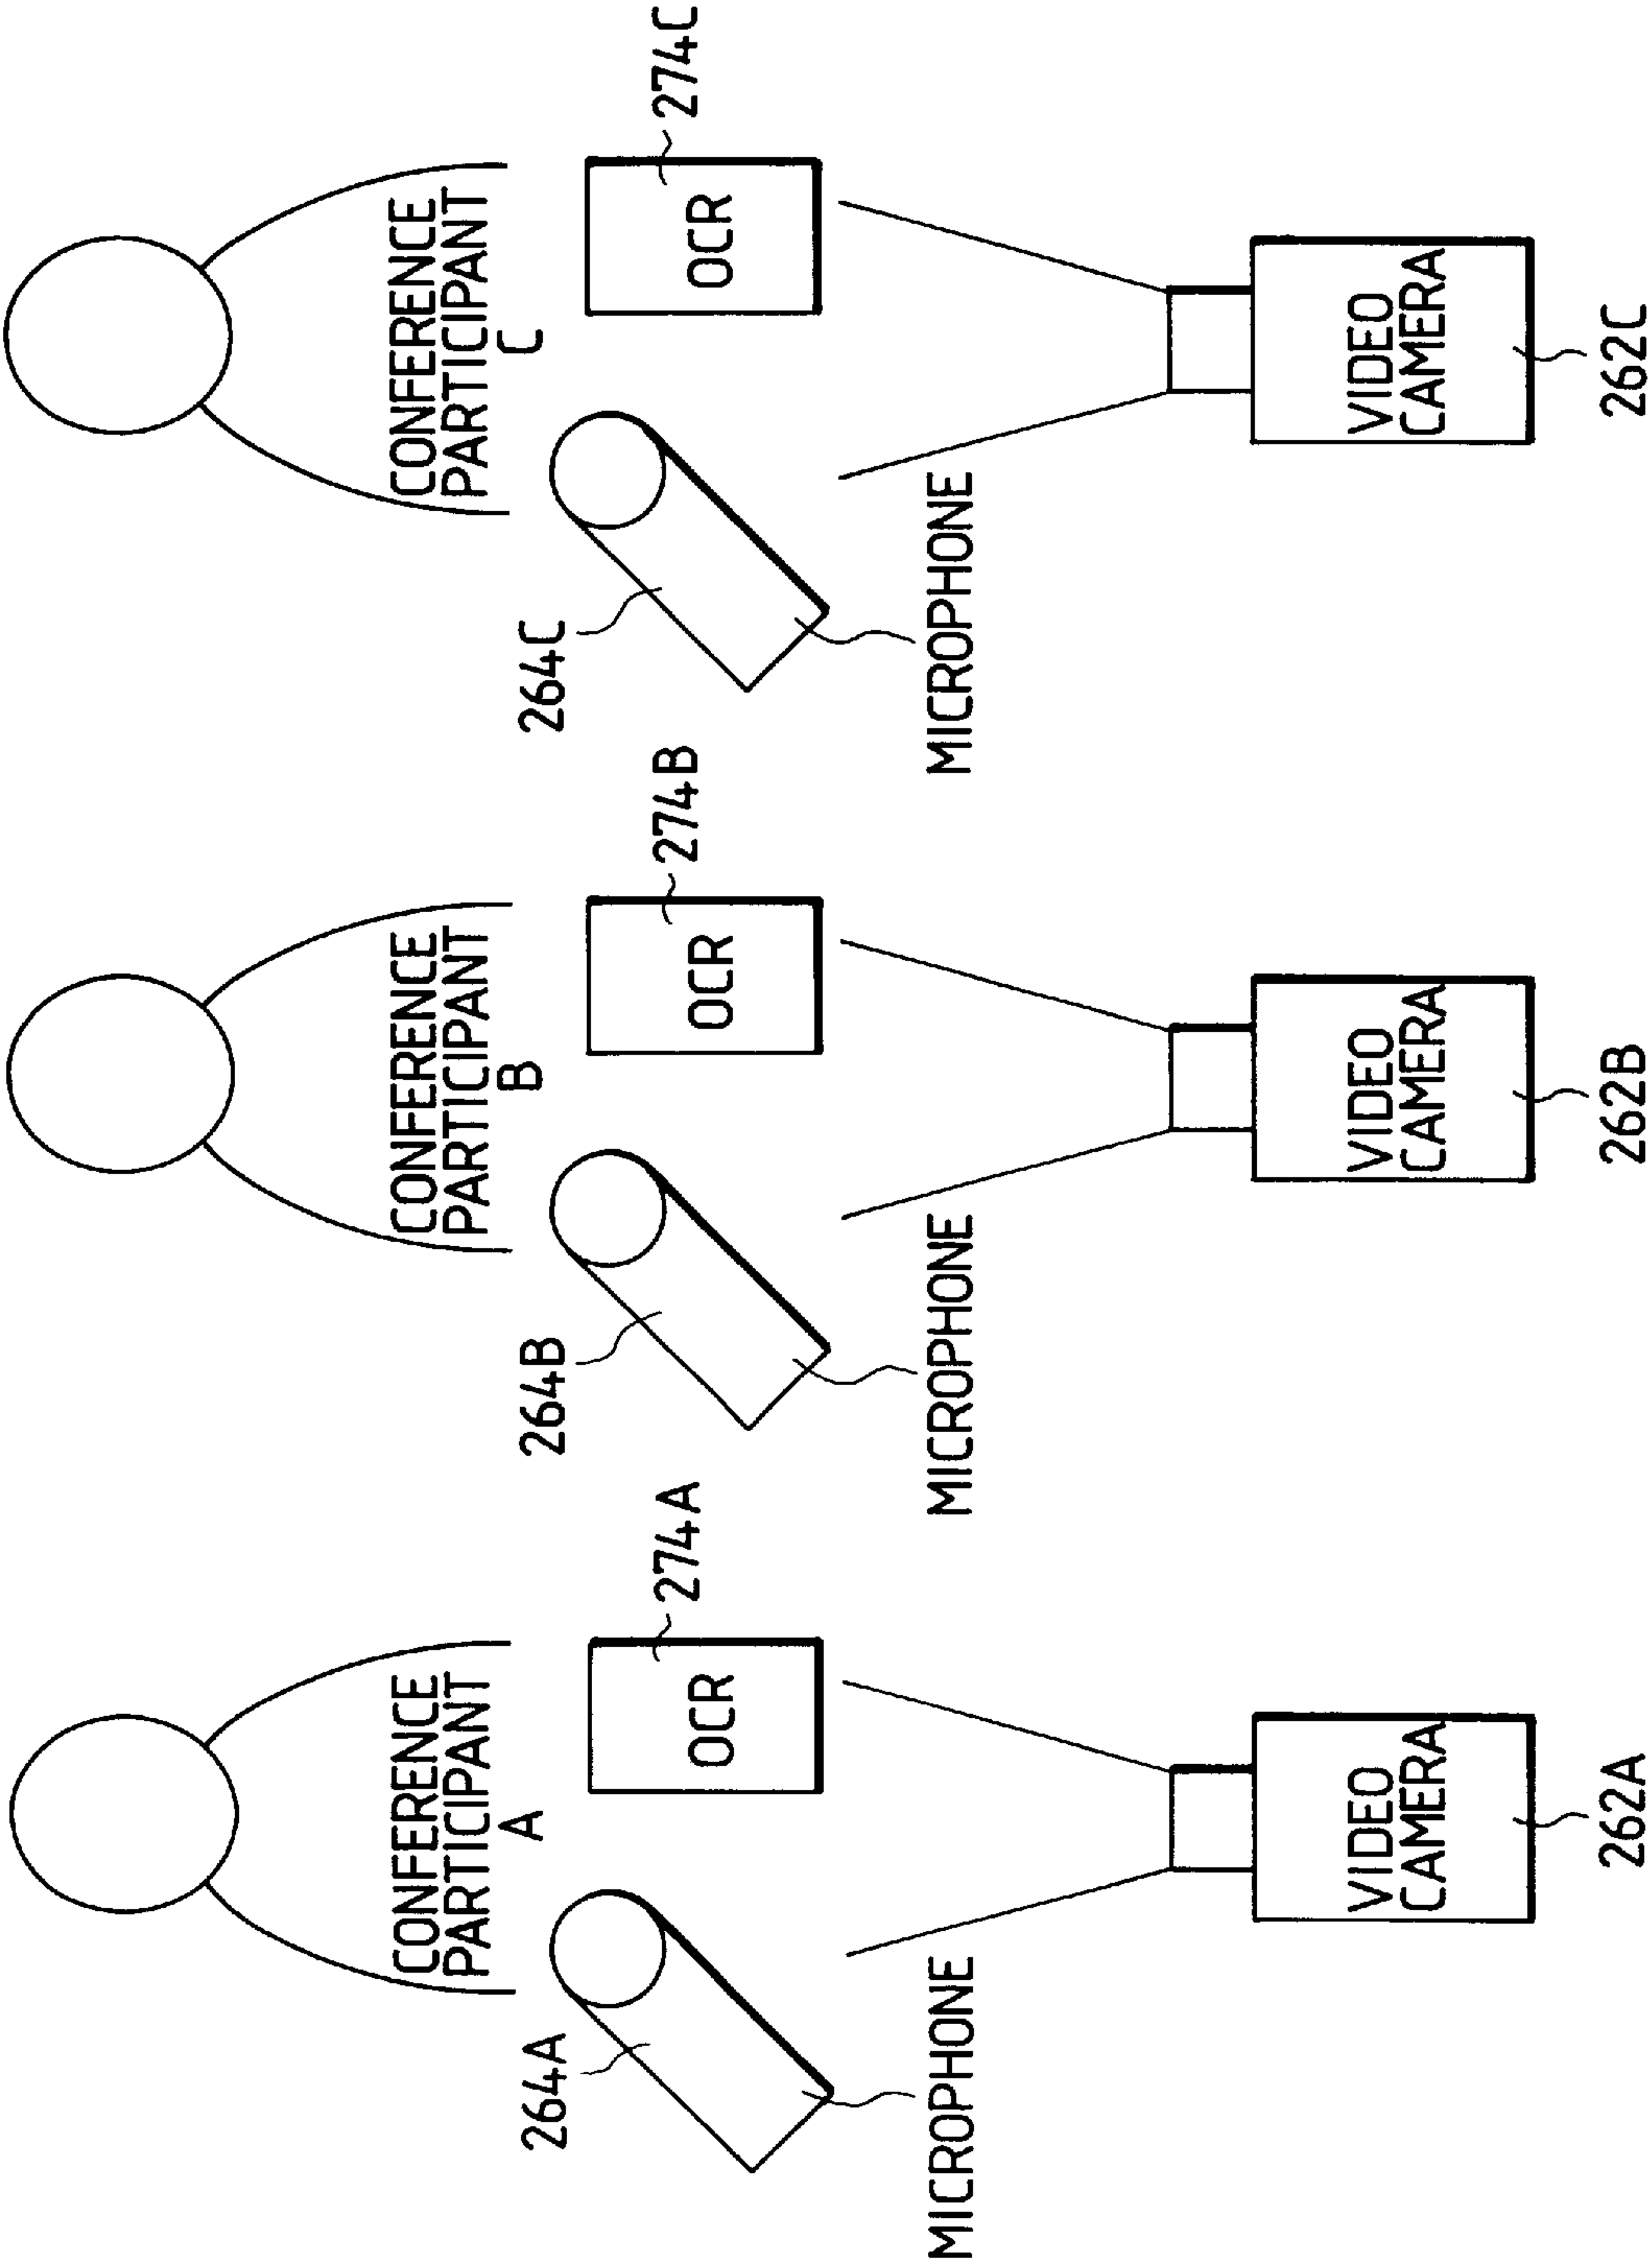 CONFERENCE
PARTICIPANT
A
264A
OCR
274A
MICROPHONE
VIDEO
CAMERA
262A
CONFERENCE
PARTICIPANT
B
264B
OCR
274B
MICROPHONE
VIDEO
CAMERA
262B
CONFERENCE
PARTICIPANT
C
264C
OCR
274C
MICROPHONE
VIDEO
CAMERA
262C